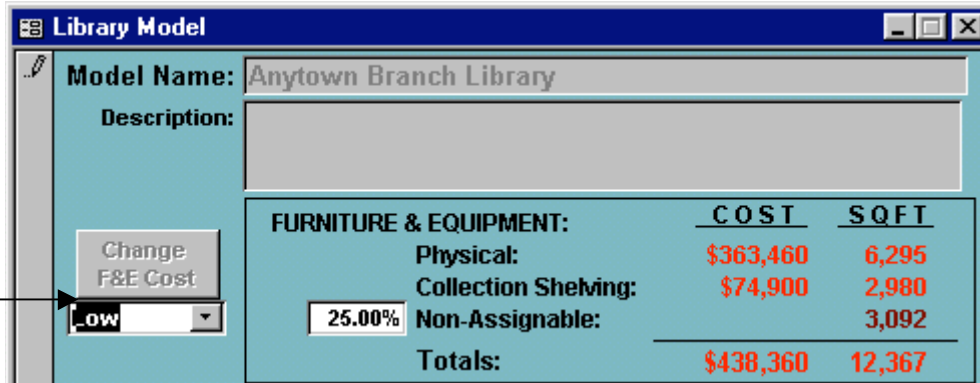 Library Model
Model Name: Anytown Branch Library
Description:
FURNITURE & EQUIPMENT: COST SQFT
Change
F&E Cost
Physical: $363,460 6,295
Collection Shelving: $74,900 2,980
Low 25.00% Non-Assignable: 3,092
Totals: $438,360 12,367